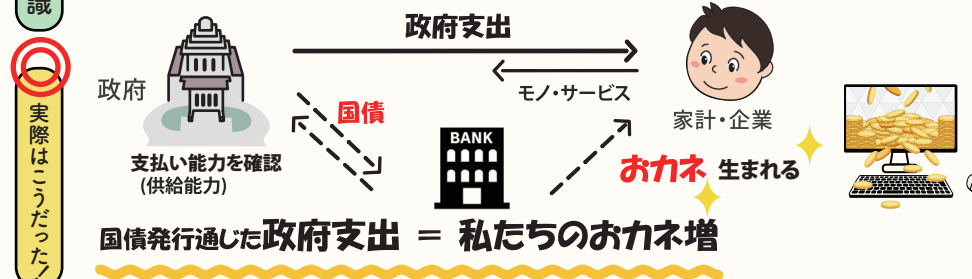 識
実際はこうだった!
政府支出
政府
モノ・サービス
国債
家計・企業
BANK
支払い能力を確認
(供給能力)
おカネ 生まれる
国債発行通じた政府支出 = 私たちのおカネ増